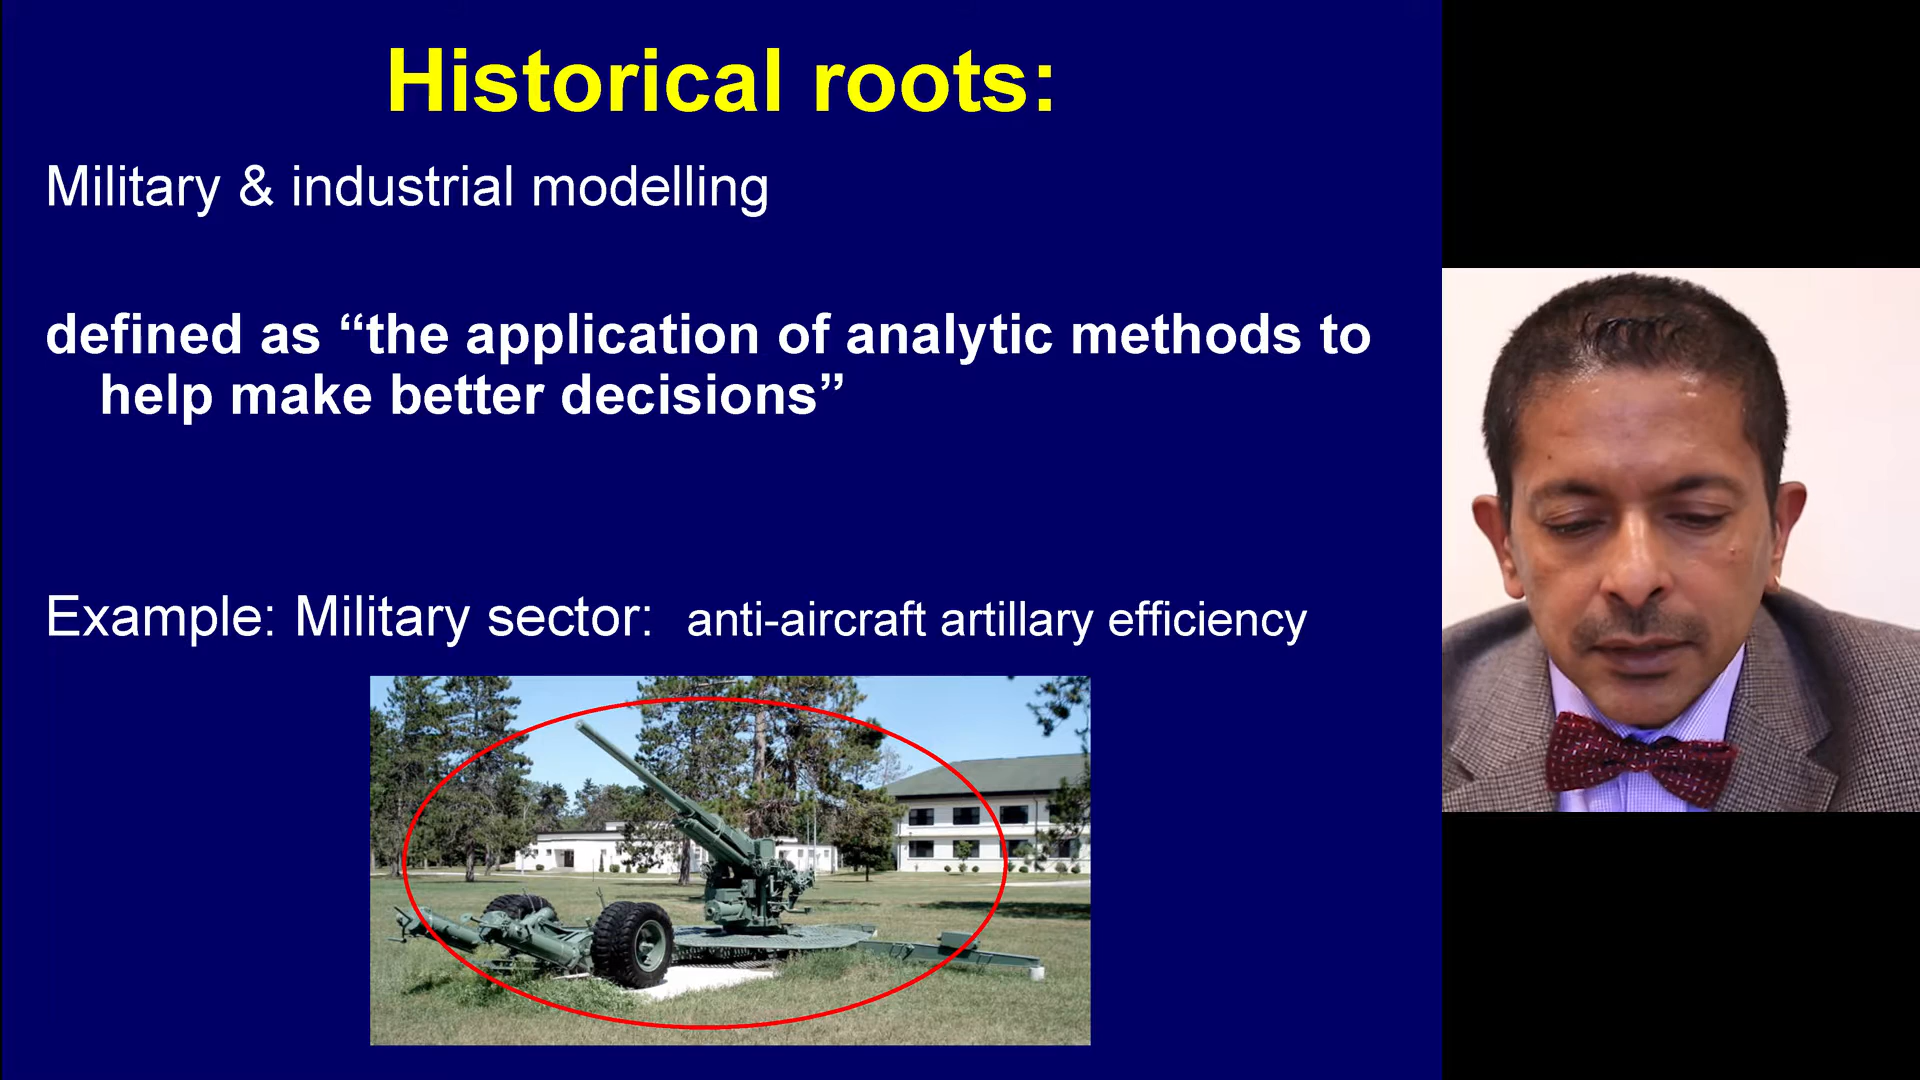 Historical roots:
Military & industrial modelling
defined as “the application of analytic methods to
help make better decisions”
Example: Military sector: anti-aircraft artillary efficiency